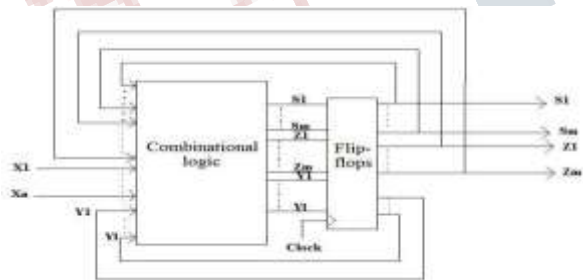 S1
S1
Sm
Z1
Sm
Z1
Combinational
logic
Flip-
flops
Zm
Y1
Zm
X1
Xn
Y1
Yl
Yl
Clock